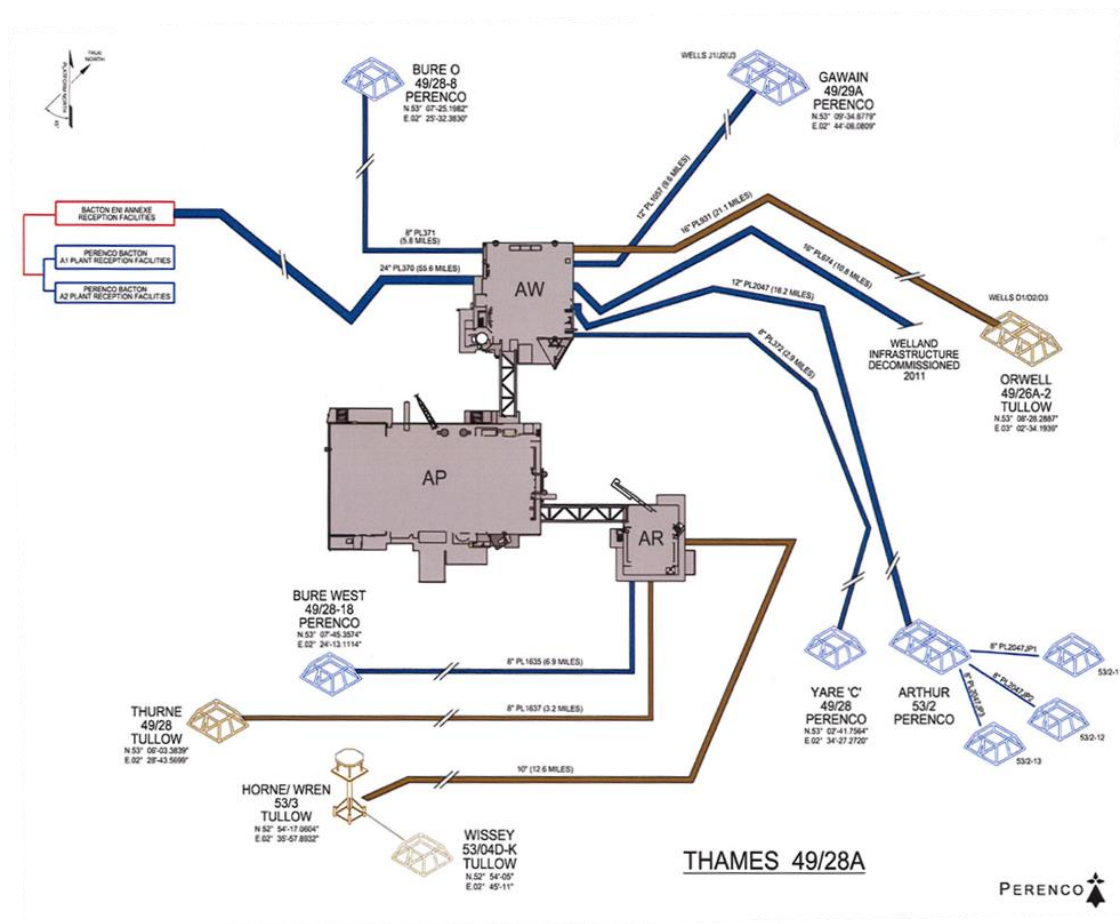 TRUE
NORTH
PLATFORM NORTH
45°
BURE O
49/28-8
PERENCO
N.53° 07'-25.1982"
E.02° 25'-32.3830"
WELLS J1/J2/J3
GAWAIN
49/29A
PERENCO
N.53° 09'-34.8779"
E.02° 44'-06.0809"
BACTON ENI ANNEXE
RECEPTION FACILITIES
PERENCO BACTON
A1 PLANT RECEPTION FACILITIES
PERENCO BACTON
A2 PLANT RECEPTION FACILITIES
8" PL371
(5.8 MILES)
24" PL370 (55.6 MILES)
12" PL1057 (9.6 MILES)
16" PL931 (21.1 MILES)
16" PL674 (10.8 MILES)
12" PL2047 (18.2 MILES)
8" PL372 (2.9 MILES)
WELLS D1/D2/D3
WELLAND
INFRASTRUCTURE
DECOMMISSIONED
2011
ORWELL
49/26A-2
TULLOW
N.53° 08'-26.2887"
E.03° 02'-34.1939"
AW
AP
AR
BURE WEST
49/28-18
PERENCO
N.53° 07'-45.3574"
E.02° 24'-13.1114"
8" PL1635 (6.9 MILES)
THURNE
49/28
TULLOW
N.53° 06'-03.3839"
E.02° 28'-43.5699"
8" PL1637 (3.2 MILES)
10" (12.6 MILES)
HORNE/ WREN
53/3
TULLOW
N.52° 54'-17.0604"
E.02° 35'-57.8932"
WISSEY
53/04D-K
TULLOW
N.52° 54'-05"
E.02° 45'-11"
YARE 'C'
49/28
PERENCO
N.53° 02'-41.7564"
E.02° 34'-27.2720"
ARTHUR
53/2
PERENCO
8" PL2047JP1
8" PL2047JP2
8" PL2047JP3
53/2-12
53/2-13
THAMES 49/28A
PERENCO